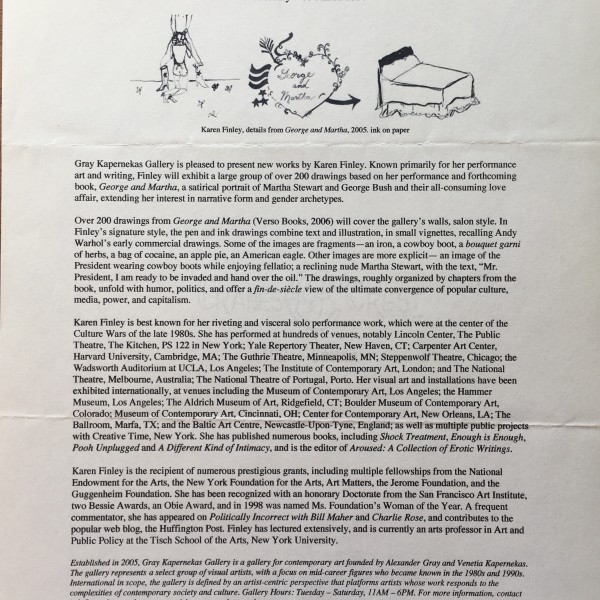 George
and
Martha
Karen Finley, details from George and Martha, 2005. ink on paper
Gray Kapernekas Gallery is pleased to present new works by Karen Finley. Known primarily for her performance
art and writing, Finley will exhibit a large group of over 200 drawings based on her performance and forthcoming
book, George and Martha, a satirical portrait of Martha Stewart and George Bush and their all-consuming love
affair, extending her interest in narrative form and gender archetypes.
Over 200 drawings from George and Martha (Verso Books, 2006) will cover the gallery's walls, salon style. In
Finley's signature style, the pen and ink drawings combine text and illustration, in small vignettes, recalling Andy
Warhol's early commercial drawings. Some of the images are fragments—an iron, a cowboy boot, a bouquet garni
of herbs, a bag of cocaine, an apple pie, an American eagle. Other images are more explicit— an image of the
President wearing cowboy boots while enjoying fellatio; a reclining nude Martha Stewart, with the text, "Mr.
President, I am ready to be invaded and hand over the oil." The drawings, roughly organized by chapters from the
book, unfold with humor, politics, and offer a fin-de-siècle view of the ultimate convergence of popular culture,
media, power, and capitalism.
Karen Finley is best known for her riveting and visceral solo performance work, which were at the center of the
Culture Wars of the late 1980s. She has performed at hundreds of venues, notably Lincoln Center, The Public
Theatre, The Kitchen, PS 122 in New York; Yale Repertory Theater, New Haven, CT; Carpenter Art Center,
Harvard University, Cambridge, MA; The Guthrie Theatre, Minneapolis, MN; Steppenwolf Theatre, Chicago; the
Wadsworth Auditorium at UCLA, Los Angeles; The Institute of Contemporary Art, London; and The National
Theatre, Melbourne, Australia; The National Theatre of Portugal, Porto. Her visual art and installations have been
exhibited internationally, at venues including the Museum of Contemporary Art, Los Angeles; the Hammer
Museum, Los Angeles; The Aldrich Museum of Art, Ridgefield, CT; Boulder Museum of Contemporary Art,
Colorado; Museum of Contemporary Art, Cincinnati, OH; Center for Contemporary Art, New Orleans, LA; The
Ballroom, Marfa, TX; and the Baltic Art Centre, Newcastle-Upon-Tyne, England; as well as multiple public projects
with Creative Time, New York. She has published numerous books, including Shock Treatment, Enough is Enough,
Pooh Unplugged and A Different Kind of Intimacy, and is the editor of Aroused: A Collection of Erotic Writings.
Karen Finley is the recipient of numerous prestigious grants, including multiple fellowships from the National
Endowment for the Arts, the New York Foundation for the Arts, Art Matters, the Jerome Foundation, and the
Guggenheim Foundation. She has been recognized with an honorary Doctorate from the San Francisco Art Institute,
two Bessie Awards, an Obie Award, and in 1998 was named Ms. Foundation's Woman of the Year. A frequent
commentator, she has appeared on Politically Incorrect with Bill Maher and Charlie Rose, and contributes to the
popular web blog, the Huffington Post. Finley has lectured extensively, and is currently an arts professor in Art and
Public Policy at the Tisch School of the Arts, New York University.
Established in 2005, Gray Kapernekas Gallery is a gallery for contemporary art founded by Alexander Gray and Venetia Kapernekas.
The gallery represents a select group of visual artists, with a focus on mid-career figures who became known in the 1980s and 1990s.
International in scope, the gallery is defined by an artist-centric perspective that platforms artists whose work responds to the
complexities of contemporary society and culture. Gallery Hours: Tuesday – Saturday, 11AM – 6PM. For more information, contact